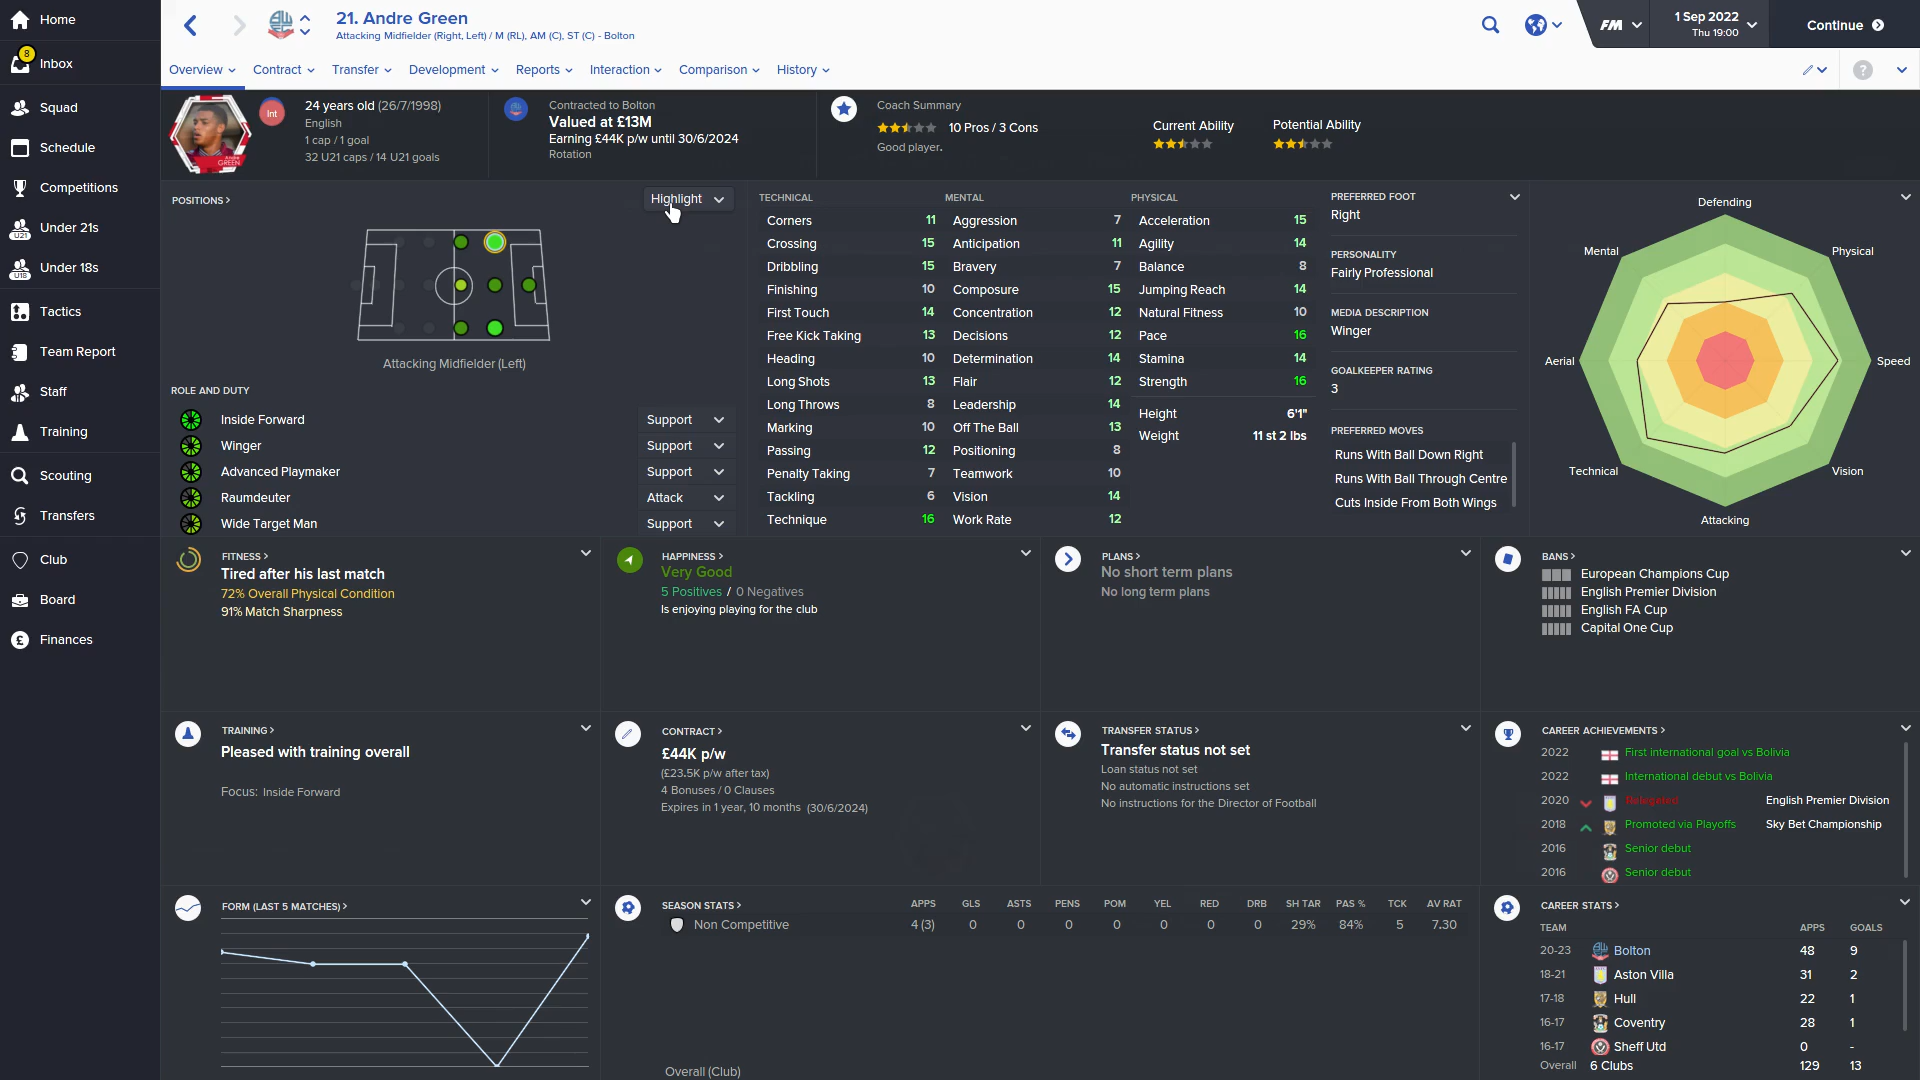 Home
8
Inbox
Squad
Schedule
Competitions
U21
Under 21s
U18
Under 18s
Tactics
Team Report
Staff
Training
Scouting
Transfers
Club
Board
Finances
21. Andre Green
Attacking Midfielder (Right, Left) / M (RL), AM (C), ST (C) - Bolton
FM
1 Sep 2022
Thu 19:00
Continue
Overview Contract Transfer Development Reports Interaction Comparison History
?
Andre
GREEN
Int
24 years old (26/7/1998)
English
1 cap / 1 goal
32 U21 caps / 14 U21 goals
Contracted to Bolton
Valued at £13M
Earning £44K p/w until 30/6/2024
Rotation
Coach Summary
10 Pros / 3 Cons
Good player.
Current Ability
Potential Ability
POSITIONS >
Highlight
Attacking Midfielder (Left)
ROLE AND DUTY
Inside Forward Support
Winger Support
Advanced Playmaker Support
Raumdeuter Attack
Wide Target Man Support
TECHNICAL
Corners 11
Crossing 15
Dribbling 15
Finishing 10
First Touch 14
Free Kick Taking 13
Heading 10
Long Shots 13
Long Throws 8
Marking 10
Passing 12
Penalty Taking 7
Tackling 6
Technique 16
MENTAL
Aggression 7
Anticipation 11
Bravery 7
Composure 15
Concentration 12
Decisions 12
Determination 14
Flair 12
Leadership 14
Off The Ball 13
Positioning 8
Teamwork 10
Vision 14
Work Rate 12
PHYSICAL
Acceleration 15
Agility 14
Balance 8
Jumping Reach 14
Natural Fitness 10
Pace 16
Stamina 14
Strength 16
Height 6'1"
Weight 11 st 2 lbs
PREFERRED FOOT
Right
PERSONALITY
Fairly Professional
MEDIA DESCRIPTION
Winger
GOALKEEPER RATING
3
PREFERRED MOVES
Runs With Ball Down Right
Runs With Ball Through Centre
Cuts Inside From Both Wings
Defending
Mental
Physical
Aerial
Speed
Technical
Vision
Attacking
FITNESS >
Tired after his last match
72% Overall Physical Condition
91% Match Sharpness
HAPPINESS >
Very Good
5 Positives / 0 Negatives
Is enjoying playing for the club
PLANS >
No short term plans
No long term plans
BANS >
European Champions Cup
English Premier Division
English FA Cup
Capital One Cup
TRAINING >
Pleased with training overall
Focus: Inside Forward
CONTRACT >
£44K p/w
(£23.5K p/w after tax)
4 Bonuses / 0 Clauses
Expires in 1 year, 10 months (30/6/2024)
TRANSFER STATUS >
Transfer status not set
Loan status not set
No automatic instructions set
No instructions for the Director of Football
CAREER ACHIEVEMENTS >
2022 First international goal vs Bolivia
2022 International debut vs Bolivia
2020 Relegated English Premier Division
2018 Promoted via Playoffs Sky Bet Championship
2016 Senior debut
2016 Senior debut
FORM (LAST 5 MATCHES) >
SEASON STATS > APPS GLS ASTS PENS POM YEL RED DRB SH TAR PAS % TCK AV RAT
Non Competitive 4 (3) 0 0 0 0 0 0 0 29% 84% 5 7.30
Overall (Club)
CAREER STATS >
TEAM APPS GOALS
20-23 Bolton 48 9
18-21 Aston Villa 31 2
17-18 Hull 22 1
16-17 Coventry 28 1
16-17 Sheff Utd 0 -
Overall 6 Clubs 129 13